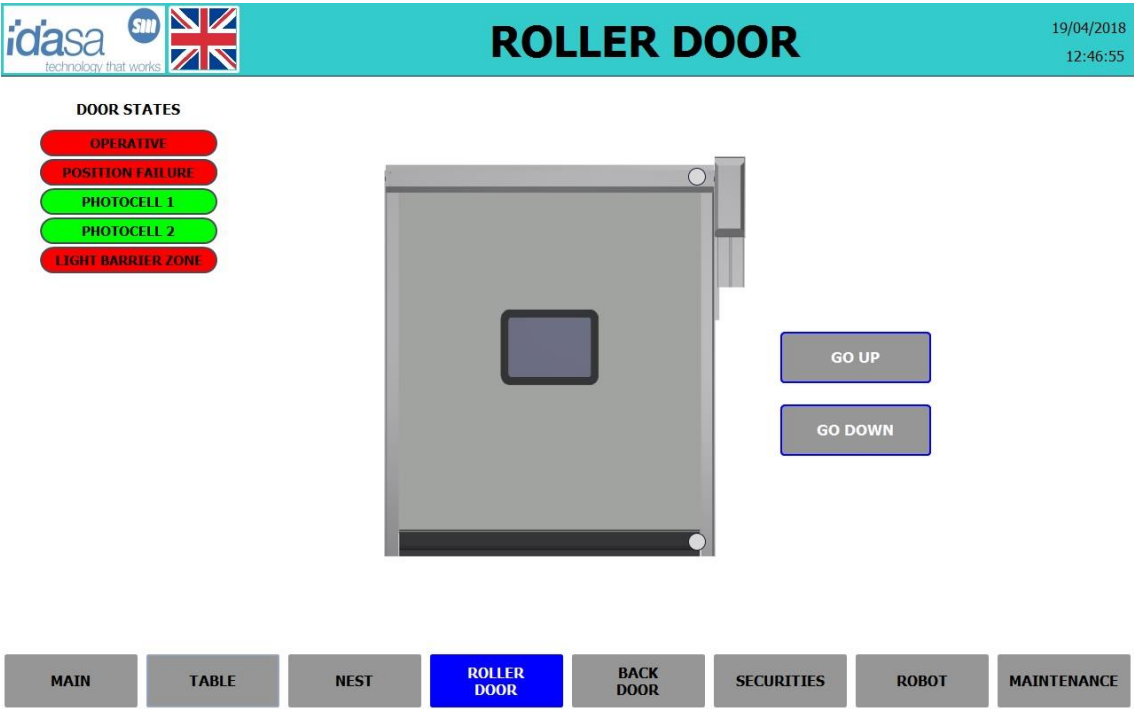 idasa
sm
technology that works
ROLLER DOOR
19/04/2018
12:46:55
DOOR STATES
OPERATIVE
POSITION FAILURE
PHOTOCELL 1
PHOTOCELL 2
LIGHT BARRIER ZONE
GO UP
GO DOWN
MAIN
TABLE
NEST
ROLLER
DOOR
BACK
DOOR
SECURITIES
ROBOT
MAINTENANCE